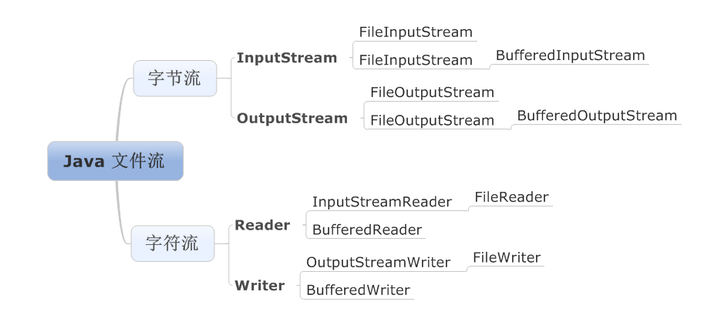 Java 文件流
字节流
InputStream
FileInputStream
FileInputStream
BufferedInputStream
OutputStream
FileOutputStream
FileOutputStream
BufferedOutputStream
字符流
Reader
InputStreamReader
FileReader
BufferedReader
Writer
OutputStreamWriter
FileWriter
BufferedWriter